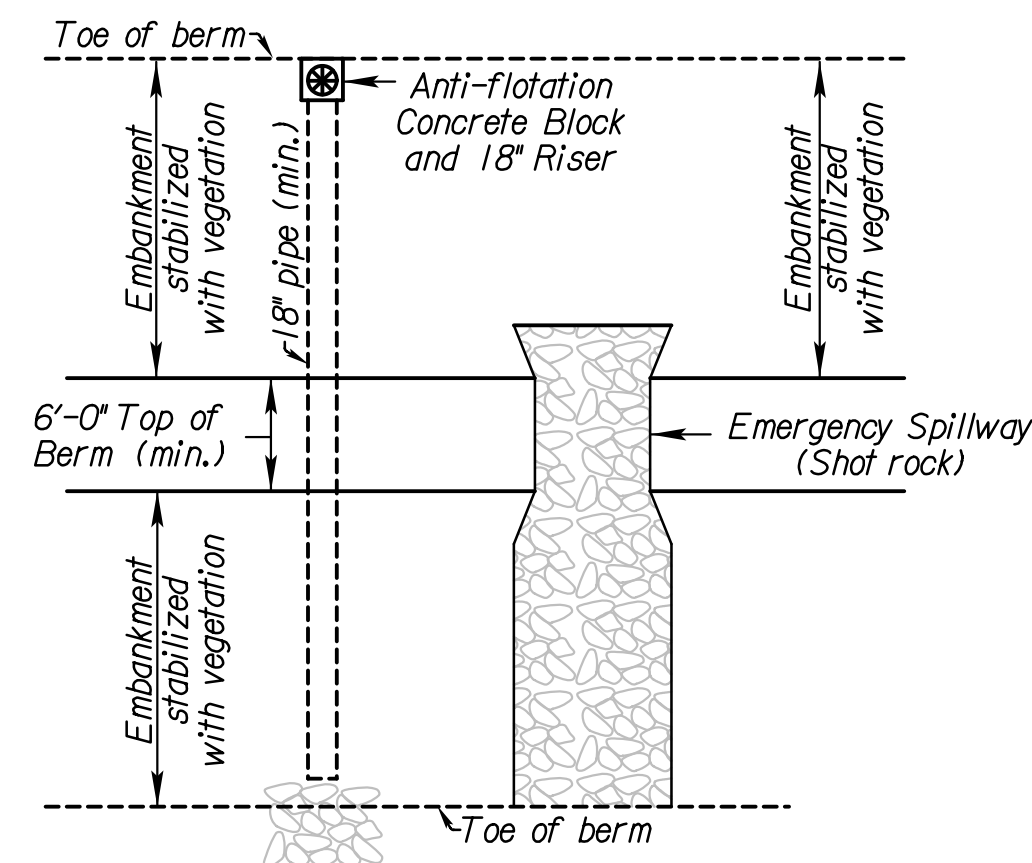 Toe of berm
Anti-flotation
Concrete Block
and 18" Riser
Embankment
stabilized
with vegetation
18" pipe (min.)
Embankment
stabilized
with vegetation
6'-0" Top of
Berm (min.)
Emergency Spillway
(Shot rock)
Embankment
stabilized
with vegetation
Toe of berm